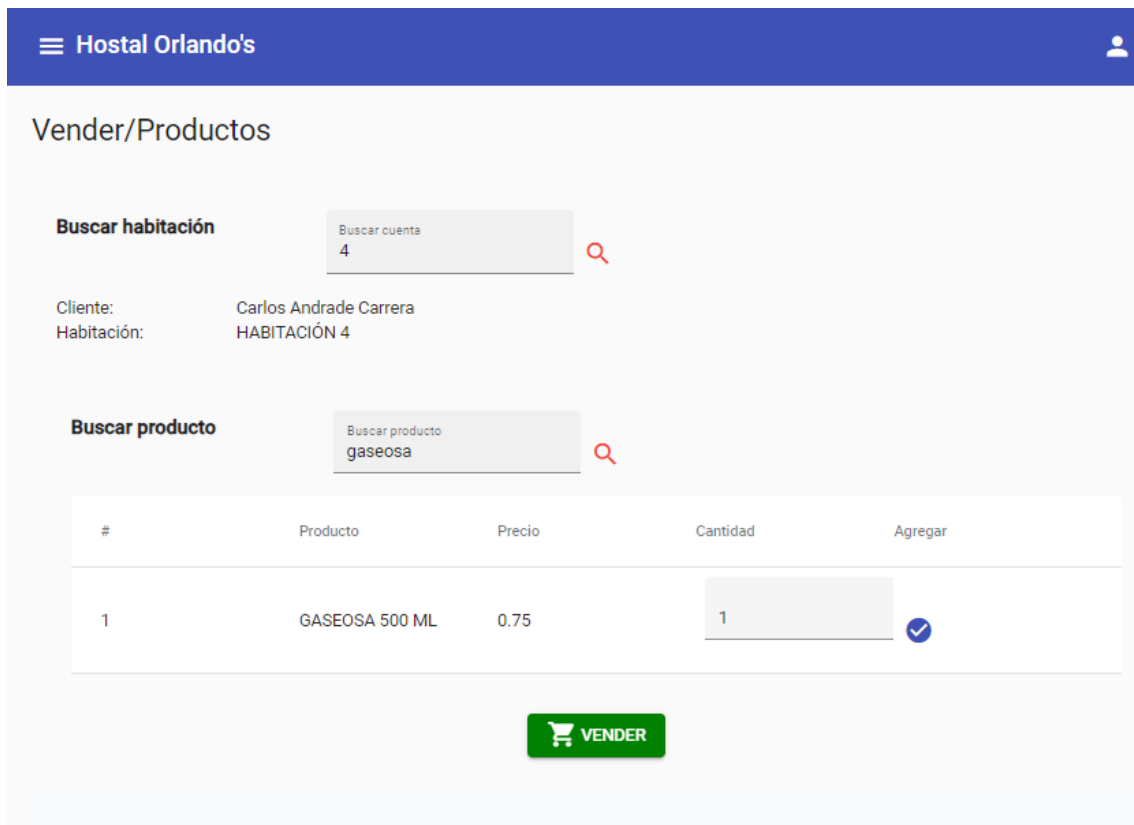 Hostal Orlando's
Vender/Productos
Buscar habitación
Buscar cuenta
4
Cliente: Carlos Andrade Carrera
Habitación: HABITACIÓN 4
Buscar producto
Buscar producto
gaseosa
# Producto Precio Cantidad Agregar
1 GASEOSA 500 ML 0.75 1
VENDER